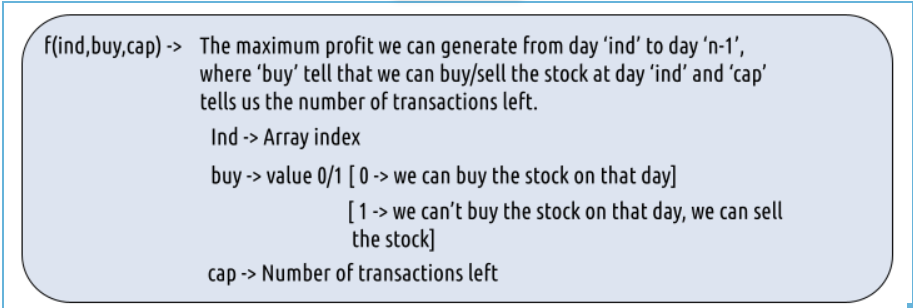 f(ind,buy,cap) -> The maximum profit we can generate from day ‘ind’ to day ‘n-1’,
where ‘buy’ tell that we can buy/sell the stock at day ‘ind’ and ‘cap’
tells us the number of transactions left.
Ind -> Array index
buy -> value 0/1 [ 0 -> we can buy the stock on that day]
[ 1 -> we can’t buy the stock on that day, we can sell
the stock]
cap -> Number of transactions left